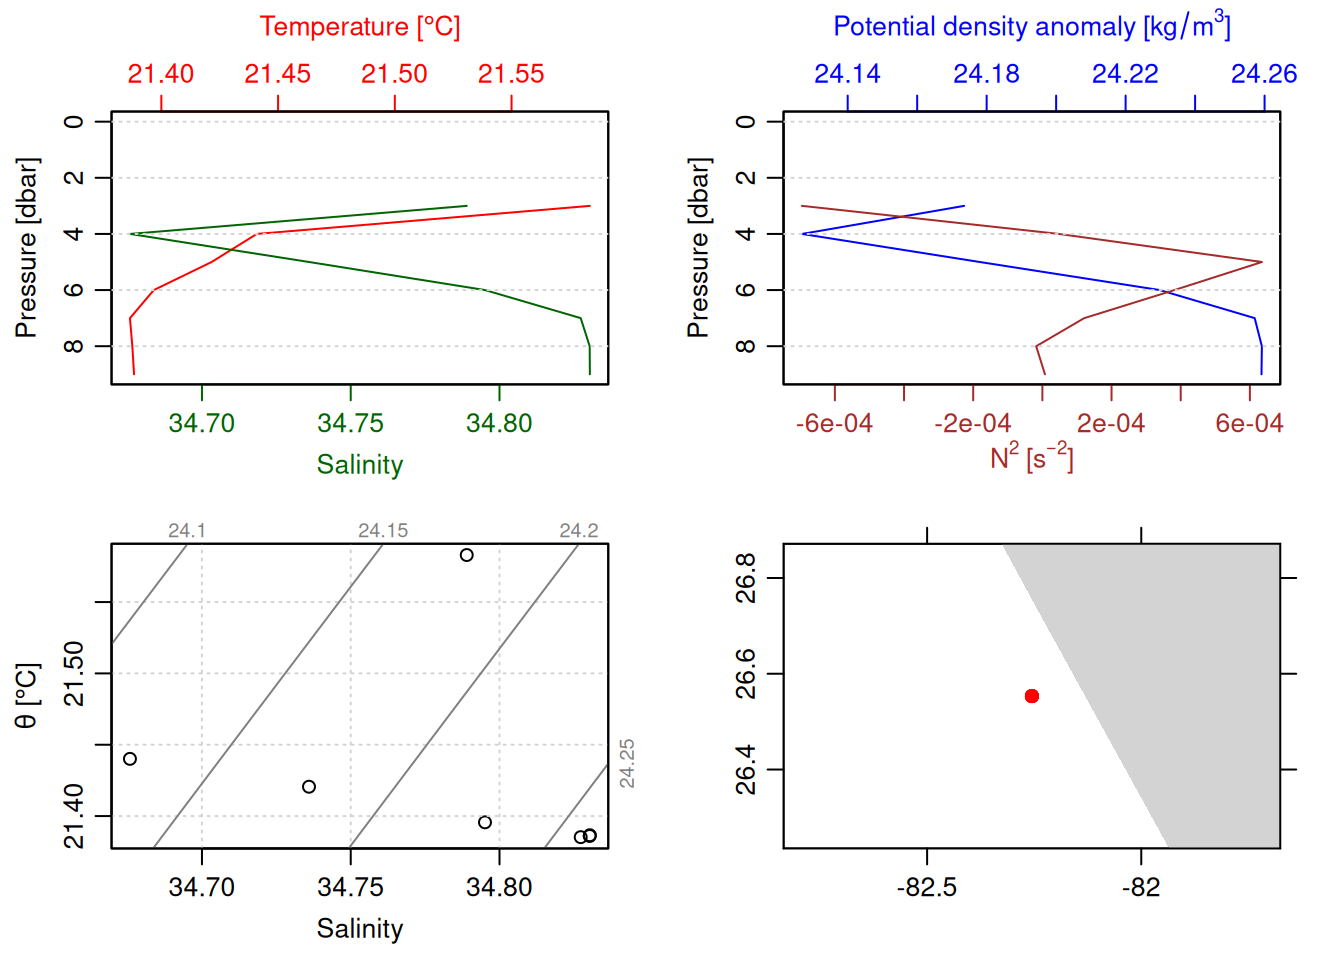 Temperature [°C]
21.40 21.45 21.50 21.55
Pressure [dbar]
0
2
4
6
8
34.70 34.75 34.80
Salinity
Potential density anomaly [kg/m³]
24.14 24.18 24.22 24.26
Pressure [dbar]
0
2
4
6
8
-6e-04 -2e-04 2e-04 6e-04
N² [s⁻²]
24.1 24.15 24.2
θ [°C]
21.50
21.40
24.25
34.70 34.75 34.80
Salinity
26.8
26.6
26.4
-82.5 -82